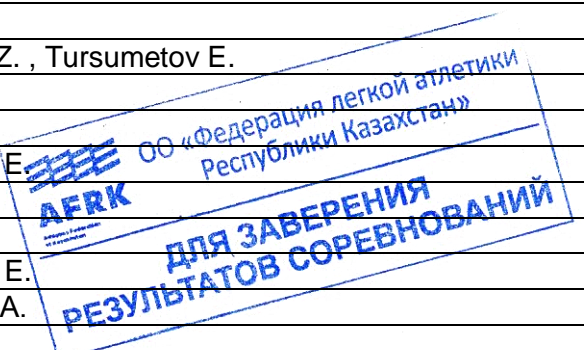 Z. , Tursumetov E.
ОО «Федерация легкой атлетики
Республики Казахстан»
E.
AFRK
ДЛЯ ЗАВЕРЕНИЯ
РЕЗУЛЬТАТОВ СОРЕВНОВАНИЙ
E.
A.